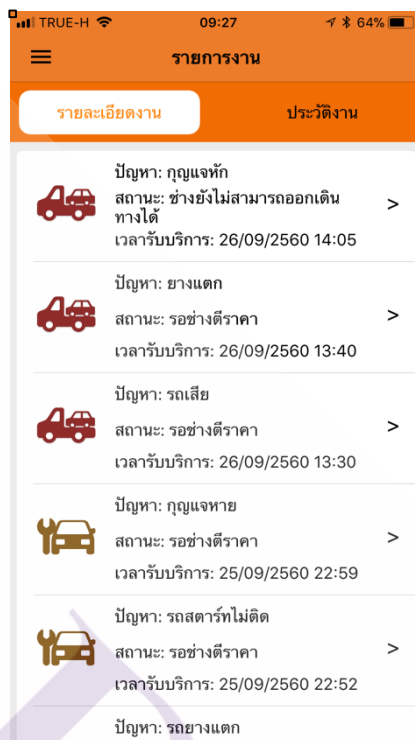 TRUE-H 09:27 64%
รายการงาน
รายละเอียดงาน ประวัติงาน
ปัญหา: กุญแจหัก
สถานะ: ช่างยังไม่สามารถออกเดิน
ทางได้
เวลารับบริการ: 26/09/2560 14:05
>
ปัญหา: ยางแตก
สถานะ: รอช่างตีราคา
เวลารับบริการ: 26/09/2560 13:40
>
ปัญหา: รถเสีย
สถานะ: รอช่างตีราคา
เวลารับบริการ: 26/09/2560 13:30
>
ปัญหา: กุญแจหาย
สถานะ: รอช่างตีราคา
เวลารับบริการ: 25/09/2560 22:59
>
ปัญหา: รถสตาร์ทไม่ติด
สถานะ: รอช่างตีราคา
เวลารับบริการ: 25/09/2560 22:52
>
ปัญหา: รถยางแตก